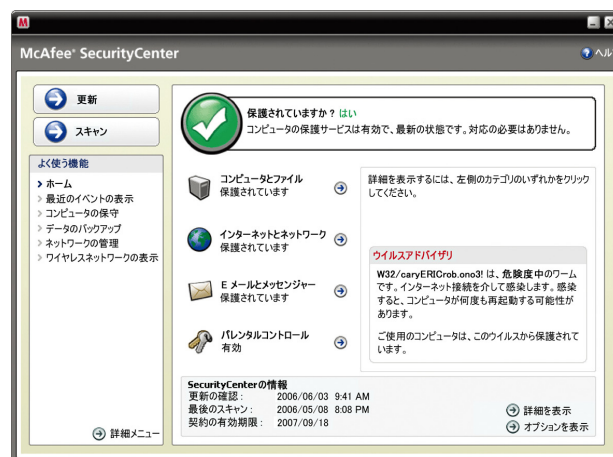 McAfee® SecurityCenter
ヘル
更新
スキャン
よく使う機能
ホーム
最近のイベントの表示
コンピュータの保守
データのバックアップ
ネットワークの管理
ワイヤレスネットワークの表示
詳細メニュー
保護されていますか？ はい
コンピュータの保護サービスは有効で、最新の状態です。対応の必要はありません。
コンピュータとファイル
保護されています
インターネットとネットワーク
保護されています
E メールとメッセンジャー
保護されています
パレンタルコントロール
有効
詳細を表示するには、左側のカテゴリのいずれかをクリック
してください。
ウイルスアドバイザリ
W32/caryERICrob.ono3! は、危険度中のワーム
です。インターネット接続を介して感染します。感染
すると、コンピュータが何度も再起動する可能性が
あります。
ご使用のコンピュータは、このウイルスから保護されて
います。
SecurityCenterの情報
更新の確認： 2006/06/03 9:41 AM
最後のスキャン： 2006/05/08 8:08 PM
契約の有効期限： 2007/09/18
詳細を表示
オプションを表示